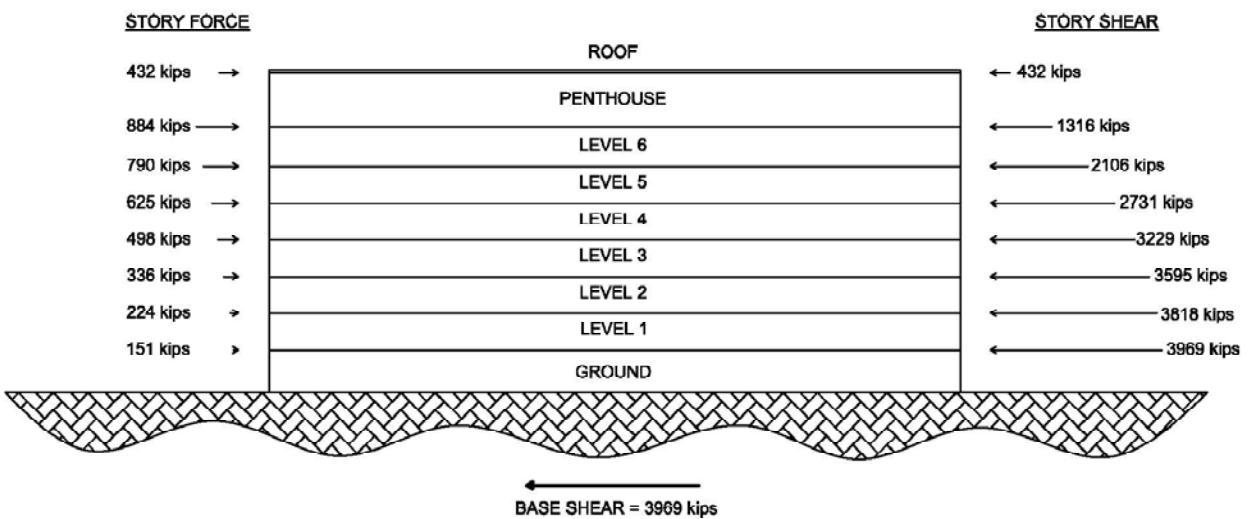 STORY FORCE STORY SHEAR
ROOF
432 kips 432 kips
PENTHOUSE
884 kips 1316 kips
LEVEL 6
790 kips 2106 kips
LEVEL 5
625 kips 2731 kips
LEVEL 4
498 kips 3229 kips
LEVEL 3
336 kips 3595 kips
LEVEL 2
224 kips 3818 kips
LEVEL 1
151 kips 3969 kips
GROUND
BASE SHEAR = 3969 kips